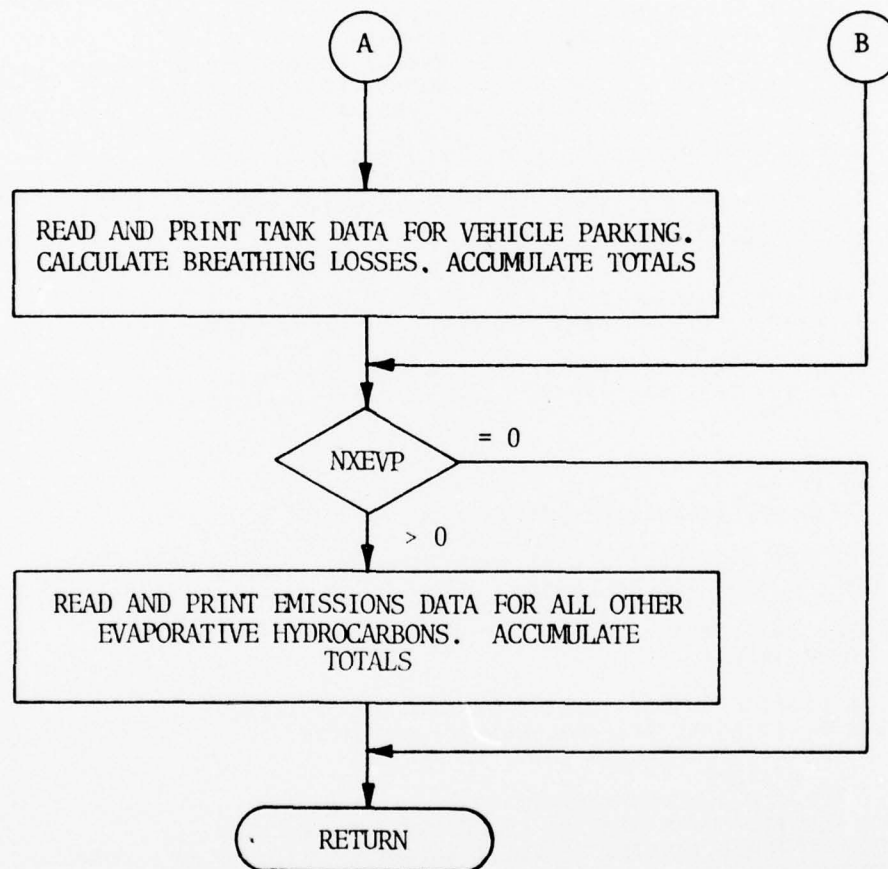 A
B
READ AND PRINT TANK DATA FOR VEHICLE PARKING.
CALCULATE BREATHING LOSSES. ACCUMULATE TOTALS
NXEVP
= 0
> 0
READ AND PRINT EMISSIONS DATA FOR ALL OTHER
EVAPORATIVE HYDROCARBONS. ACCUMULATE
TOTALS
RETURN